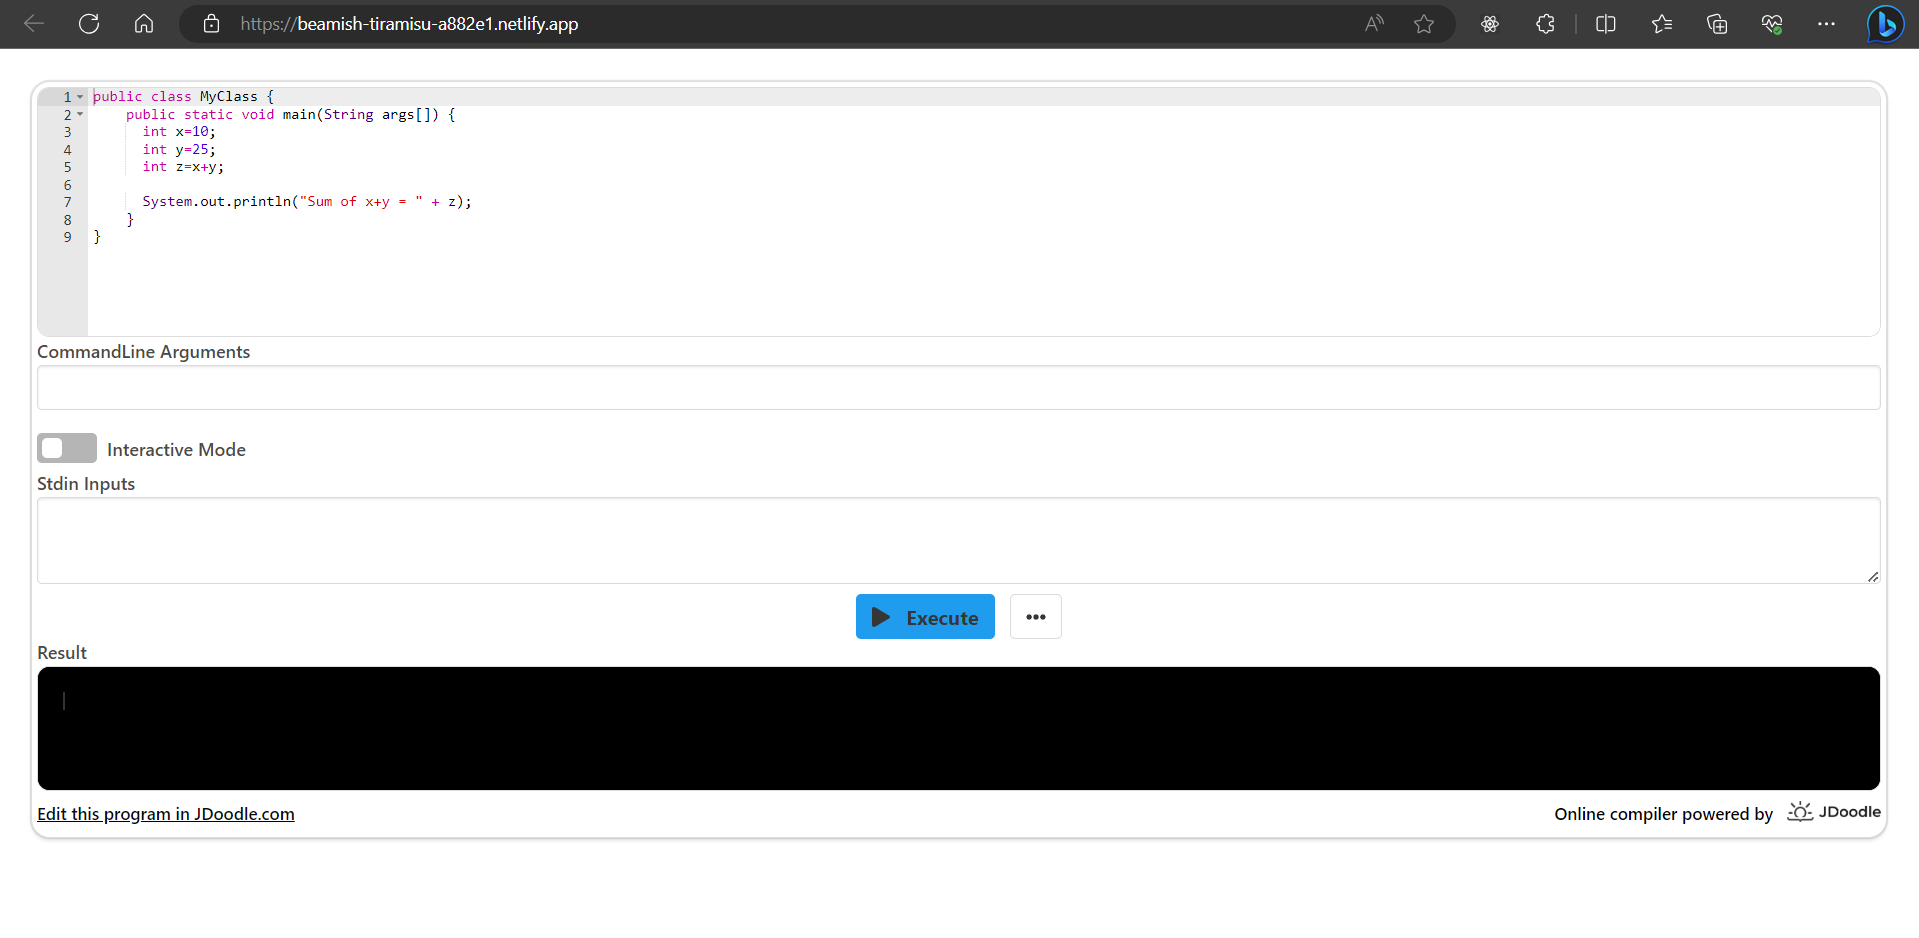 https://beamish-tiramisu-a882e1.netlify.app
1 public class MyClass {
2     public static void main(String args[]) {
3       int x=10;
4       int y=25;
5       int z=x+y;
6
7       System.out.println("Sum of x+y = " + z);
8     }
9 }
CommandLine Arguments
Interactive Mode
Stdin Inputs
Execute
Result
Edit this program in JDoodle.com
Online compiler powered by JDoodle